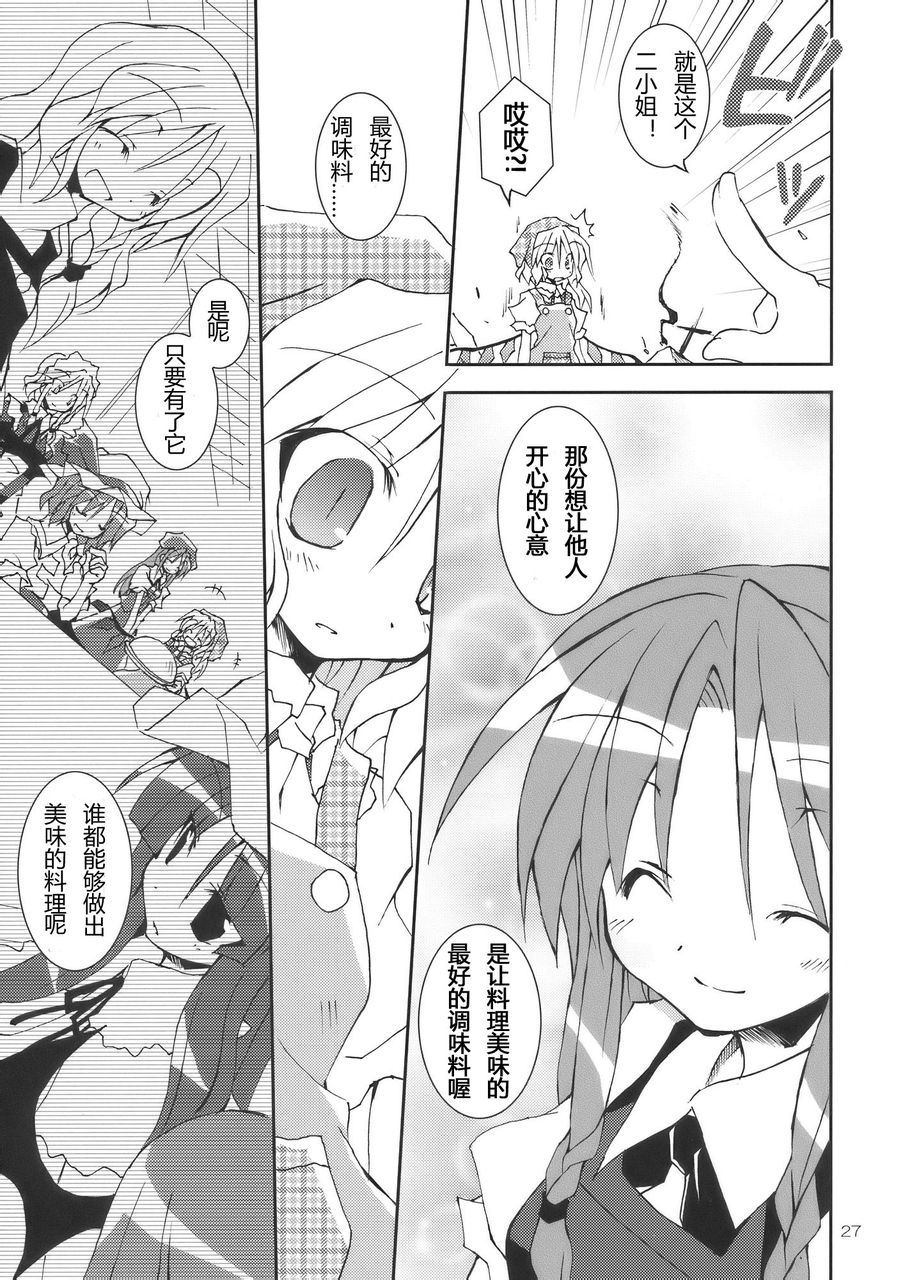 就是这个
二小姐！
ビシ
哎哎?!
那份想让他人
开心的心意
是让料理美味的
最好的调味料喔
最好的
调味料……
是呢
只要有了它
谁都能够做出
美味的料理呢
27